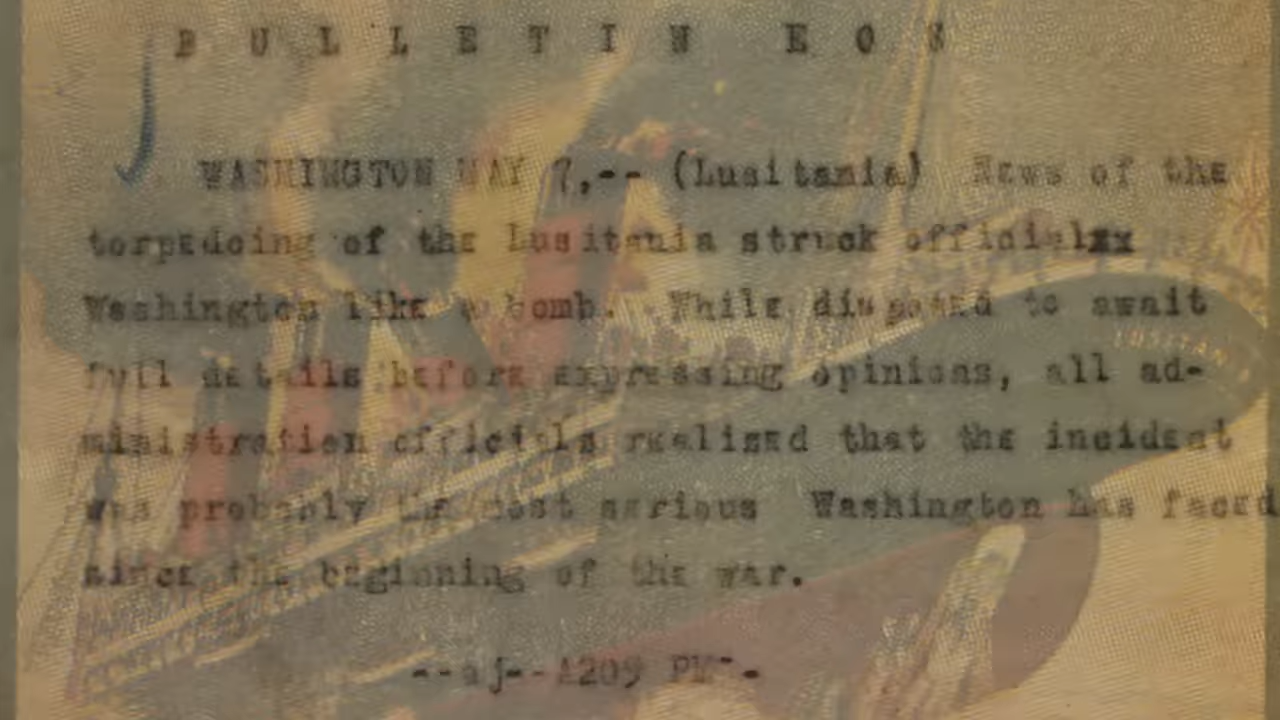 BULLETIN EOS
WASHINGTON MAY 7,-- (Lusitania) News of the
torpedoing of the Lusitania struck officialxx
Washington like a bomb. While disposed to await
full details before expressing opinions, all ad-
ministration officials realized that the incident
was probably the most serious Washington has faced
since the beginning of the war.
--aj--A209 PM--
LUSITAN